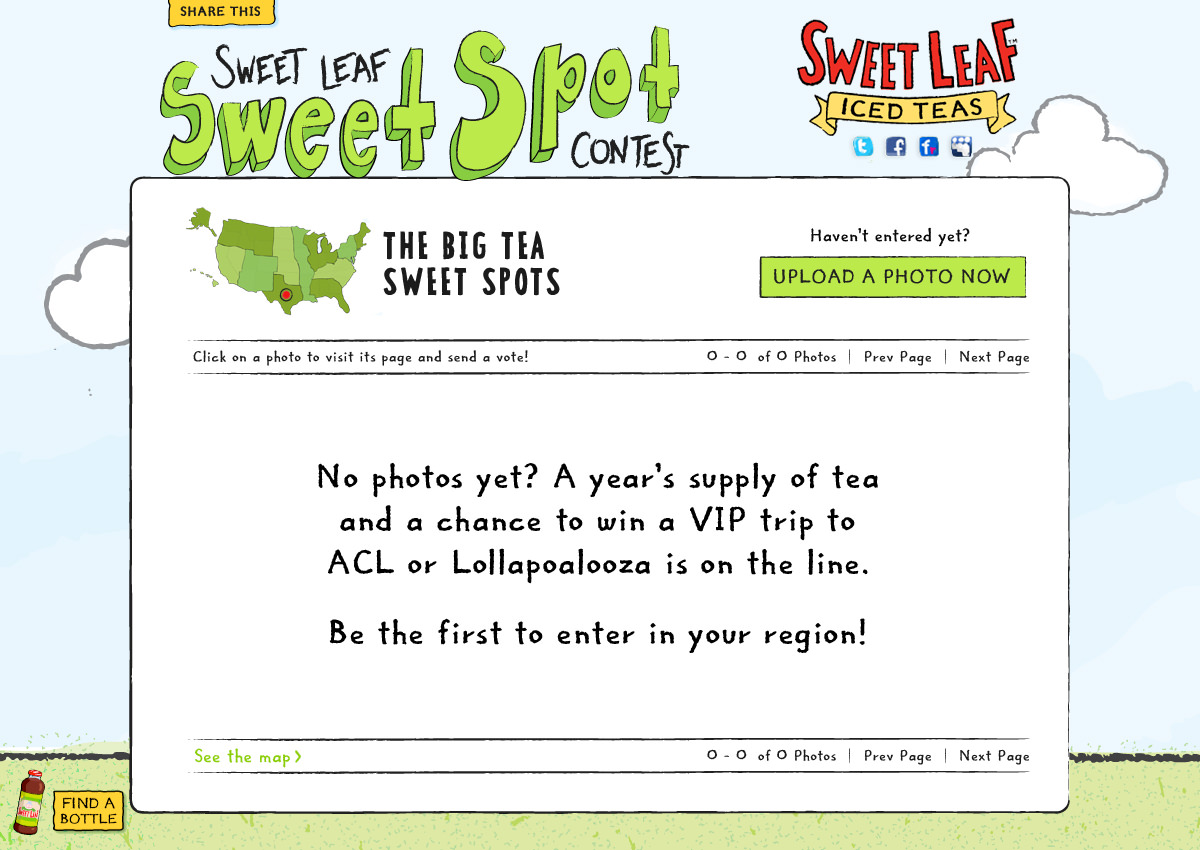 SHARE THIS
SWEET LEAF
Sweet Spot
CONTEST
SWEET LEAF™
ICED TEAS
THE BIG TEA
SWEET SPOTS
Haven't entered yet?
UPLOAD A PHOTO NOW
Click on a photo to visit its page and send a vote!
0 - 0 of 0 Photos | Prev Page | Next Page
No photos yet? A year's supply of tea
and a chance to win a VIP trip to
ACL or Lollapoalooza is on the line.
Be the first to enter in your region!
See the map ›
0 - 0 of 0 Photos | Prev Page | Next Page
FIND A
BOTTLE